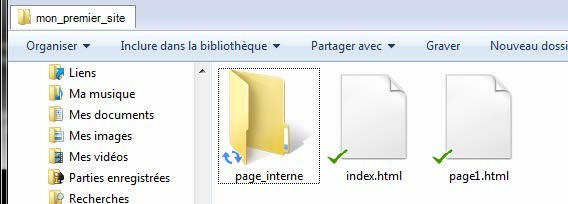 mon_premier_site
Organiser
Inclure dans la bibliothèque
Partager avec
Graver
Nouveau dossi
Liens
Ma musique
Mes documents
Mes images
Mes vidéos
Parties enregistrées
Recherches
page_interne
index.html
page1.html